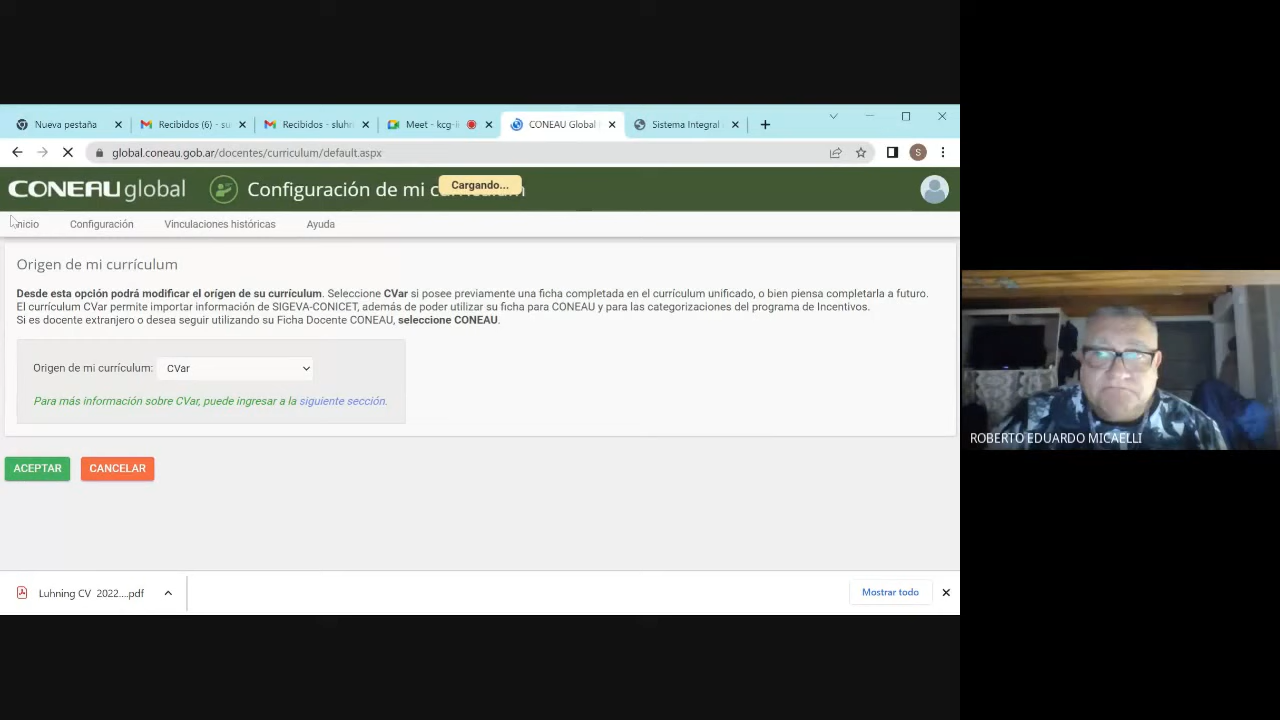 Nueva pestaña
Recibidos (6) - su
Recibidos - sluhn
Meet - kcg-i
CONEAU Global
Sistema Integral
global.coneau.gob.ar/docentes/curriculum/default.aspx
S
CONEAU global
Configuración de mi c
Cargando...
Inicio
Configuración
Vinculaciones históricas
Ayuda
Origen de mi currículum
Desde esta opción podrá modificar el orígen de su currículum. Seleccione CVar si posee previamente una ficha completada en el currículum unificado, o bien piensa completarla a futuro.
El currículum CVar permite importar información de SIGEVA-CONICET, además de poder utilizar su ficha para CONEAU y para las categorizaciones del programa de Incentivos.
Si es docente extranjero o desea seguir utilizando su Ficha Docente CONEAU, seleccione CONEAU.
Origen de mi currículum:
CVar
Para más información sobre CVar, puede ingresar a la siguiente sección.
ACEPTAR
CANCELAR
Luhning CV 2022....pdf
Mostrar todo
ROBERTO EDUARDO MICAELLI